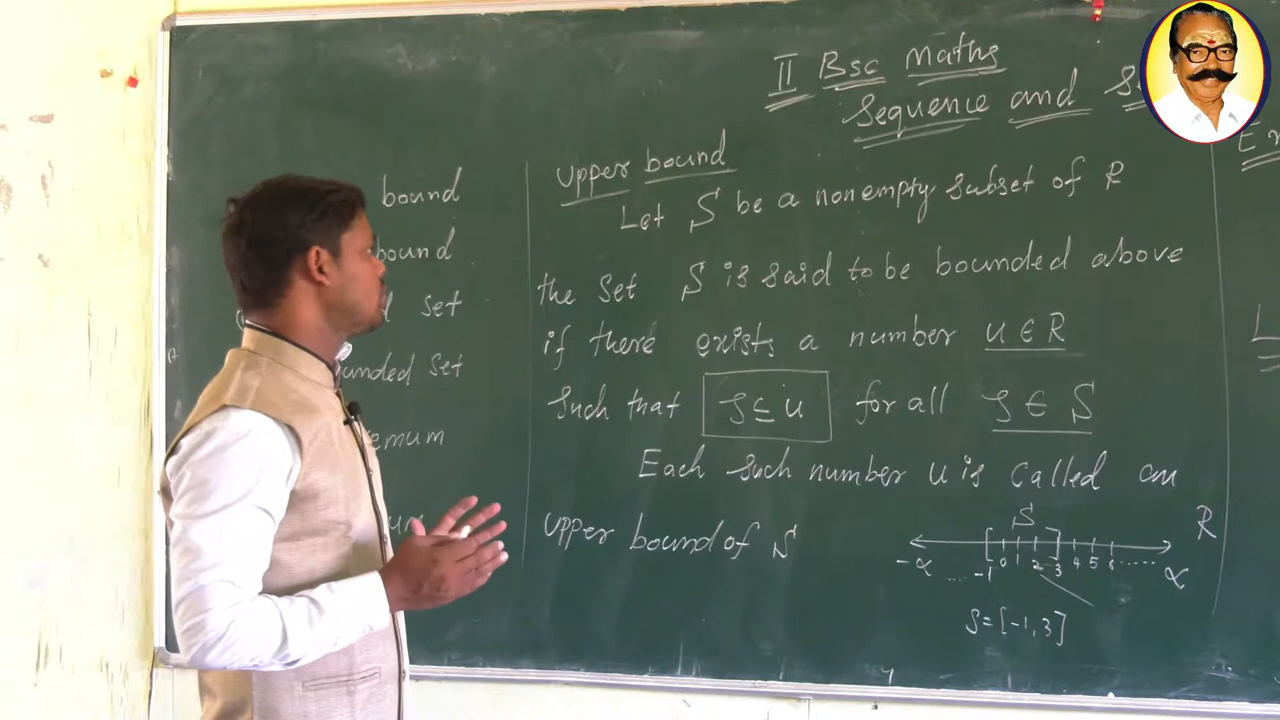 II Bsc Maths
Sequence and
bound
bound
set
unded set
emum
Upper bound
Let S be a nonempty subset of R
the set S is said to be bounded above
if there exists a number u ∈ R
such that S ≤ u for all S ∈ S
Each such number u is called an
upper bound of S
S
R
-∝ ..... -1 0 1 2 3 4 5 6 ...... ∝
S = [-1, 3]